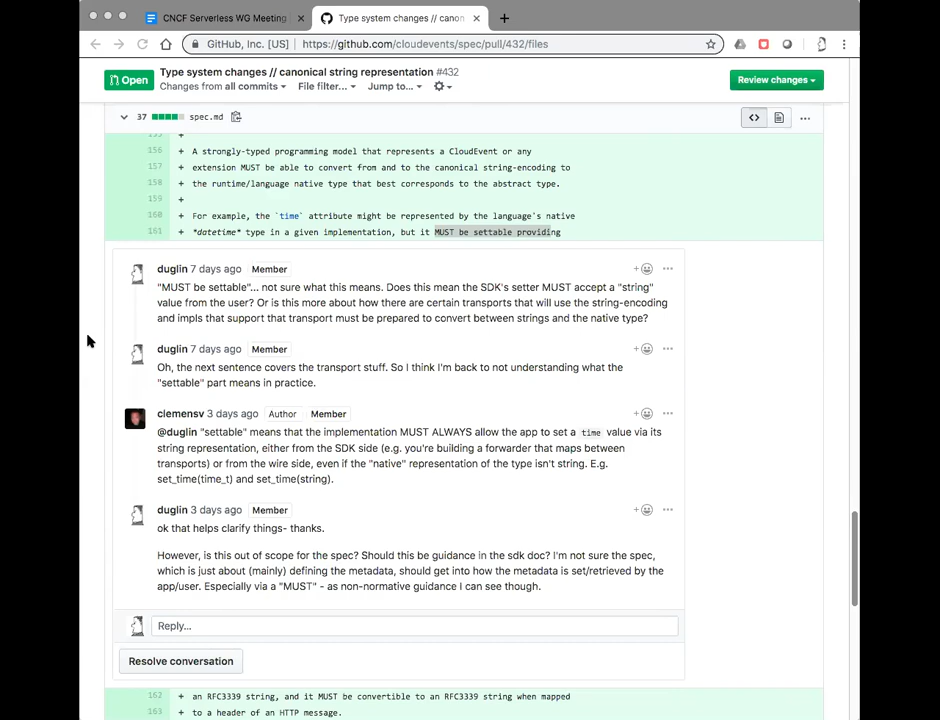 CNCF Serverless WG Meeting
Type system changes // canon
GitHub, Inc. [US] https://github.com/cloudevents/spec/pull/432/files
Open
Type system changes // canonical string representation #432
Changes from all commits File filter... Jump to...
Review changes
37 spec.md
155 +
156 + A strongly-typed programming model that represents a CloudEvent or any
157 + extension MUST be able to convert from and to the canonical string-encoding to
158 + the runtime/language native type that best corresponds to the abstract type.
159 +
160 + For example, the `time` attribute might be represented by the language's native
161 + *datetime* type in a given implementation, but it MUST be settable providing
duglin 7 days ago Member
"MUST be settable"... not sure what this means. Does this mean the SDK's setter MUST accept a "string"
value from the user? Or is this more about how there are certain transports that will use the string-encoding
and impls that support that transport must be prepared to convert between strings and the native type?
duglin 7 days ago Member
Oh, the next sentence covers the transport stuff. So I think I'm back to not understanding what the
"settable" part means in practice.
clemensv 3 days ago Author Member
@duglin "settable" means that the implementation MUST ALWAYS allow the app to set a time value via its
string representation, either from the SDK side (e.g. you're building a forwarder that maps between
transports) or from the wire side, even if the "native" representation of the type isn't string. E.g.
set_time(time_t) and set_time(string).
duglin 3 days ago Member
ok that helps clarify things- thanks.
However, is this out of scope for the spec? Should this be guidance in the sdk doc? I'm not sure the spec,
which is just about (mainly) defining the metadata, should get into how the metadata is set/retrieved by the
app/user. Especially via a "MUST" - as non-normative guidance I can see though.
Reply...
Resolve conversation
162 + an RFC3339 string, and it MUST be convertible to an RFC3339 string when mapped
163 + to a header of an HTTP message.